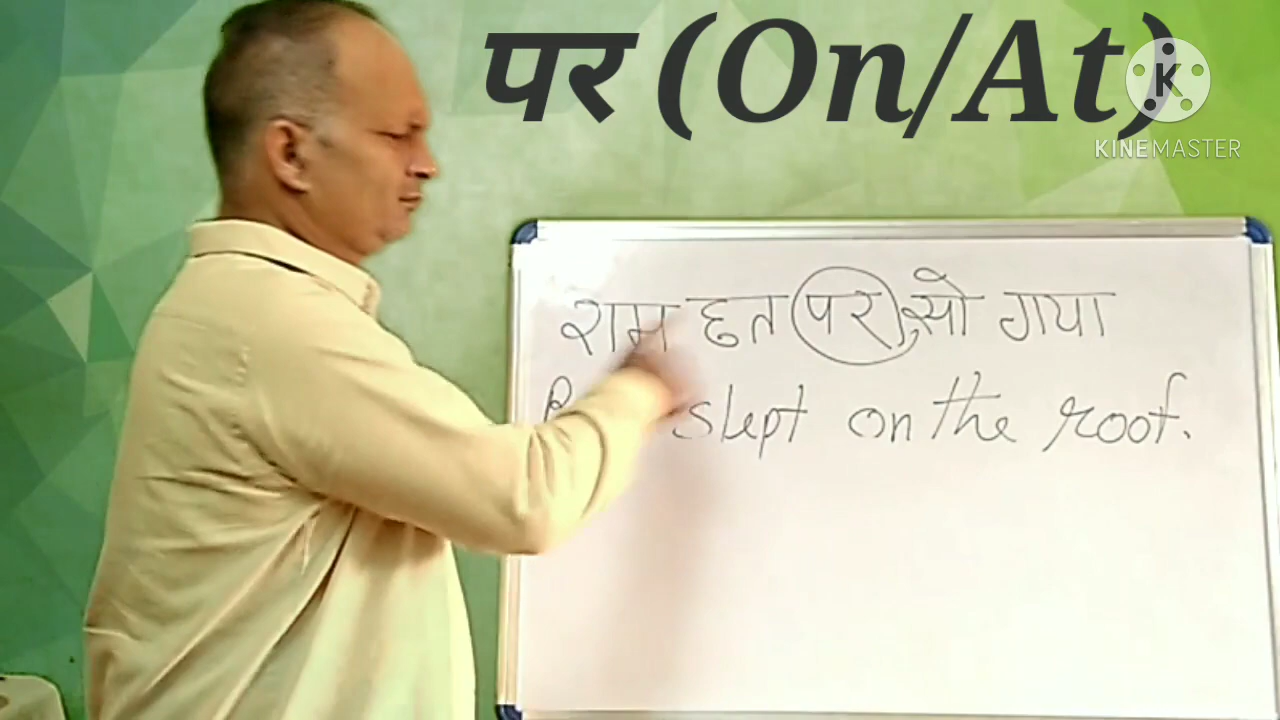 पर (On/At)
K
KINEMASTER
राम छत पर सो गया
slept on the roof.